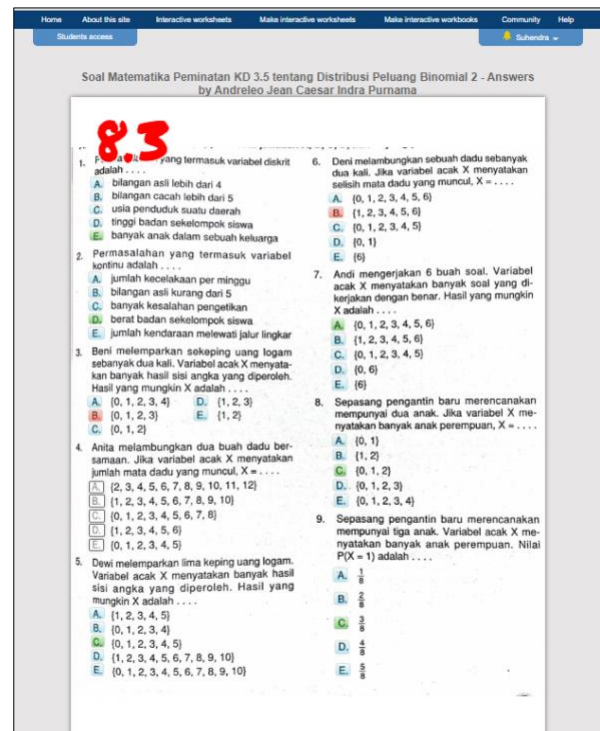 Home About this site Interactive worksheets Make interactive worksheets Make interactive workbooks Community Help
Students access Suhendra
Soal Matematika Peminatan KD 3.5 tentang Distribusi Peluang Binomial 2 - Answers
by Andreleo Jean Caesar Indra Purnama
8.3
1. yang termasuk variabel diskrit
adalah . . . .
A. bilangan asli lebih dari 4
B. bilangan cacah lebih dari 5
C. usia penduduk suatu daerah
D. tinggi badan sekelompok siswa
E. banyak anak dalam sebuah keluarga
2. Permasalahan yang termasuk variabel
kontinu adalah . . . .
A. jumlah kecelakaan per minggu
B. bilangan asli kurang dari 5
C. banyak kesalahan pengetikan
D. berat badan sekelompok siswa
E. jumlah kendaraan melewati jalur lingkar
3. Beni melemparkan sekeping uang logam
sebanyak dua kali. Variabel acak X menyata-
kan banyak hasil sisi angka yang diperoleh.
Hasil yang mungkin X adalah . . . .
A. {0, 1, 2, 3, 4} D. {1, 2, 3}
B. {0, 1, 2, 3} E. {1, 2}
C. {0, 1, 2}
4. Anita melambungkan dua buah dadu ber-
samaan. Jika variabel acak X menyatakan
jumlah mata dadu yang muncul, X = . . . .
A. {2, 3, 4, 5, 6, 7, 8, 9, 10, 11, 12}
B. {1, 2, 3, 4, 5, 6, 7, 8, 9, 10}
C. {0, 1, 2, 3, 4, 5, 6, 7, 8}
D. {1, 2, 3, 4, 5, 6}
E. {0, 1, 2, 3, 4, 5}
5. Dewi melemparkan lima keping uang logam.
Variabel acak X menyatakan banyak hasil
sisi angka yang diperoleh. Hasil yang
mungkin X adalah . . . .
A. {1, 2, 3, 4, 5}
B. {0, 1, 2, 3, 4}
C. {0, 1, 2, 3, 4, 5}
D. {1, 2, 3, 4, 5, 6, 7, 8, 9, 10}
E. {0, 1, 2, 3, 4, 5, 6, 7, 8, 9, 10}
6. Deni melambungkan sebuah dadu sebanyak
dua kali. Jika variabel acak X menyatakan
selisih mata dadu yang muncul, X = . . . .
A. {0, 1, 2, 3, 4, 5, 6}
B. {1, 2, 3, 4, 5, 6}
C. {0, 1, 2, 3, 4, 5}
D. {0, 1}
E. {6}
7. Andi mengerjakan 6 buah soal. Variabel
acak X menyatakan banyak soal yang di-
kerjakan dengan benar. Hasil yang mungkin
X adalah . . . .
A. {0, 1, 2, 3, 4, 5, 6}
B. {1, 2, 3, 4, 5, 6}
C. {0, 1, 2, 3, 4, 5}
D. {0, 6}
E. {6}
8. Sepasang pengantin baru merencanakan
mempunyai dua anak. Jika variabel X me-
nyatakan banyak anak perempuan, X = . . . .
A. {0, 1}
B. {1, 2}
C. {0, 1, 2}
D. {0, 1, 2, 3}
E. {0, 1, 2, 3, 4}
9. Sepasang pengantin baru merencanakan
mempunyai tiga anak. Variabel acak X me-
nyatakan banyak anak perempuan. Nilai
P(X = 1) adalah . . . .
A. 1/8
B. 2/8
C. 3/8
D. 4/8
E. 5/8